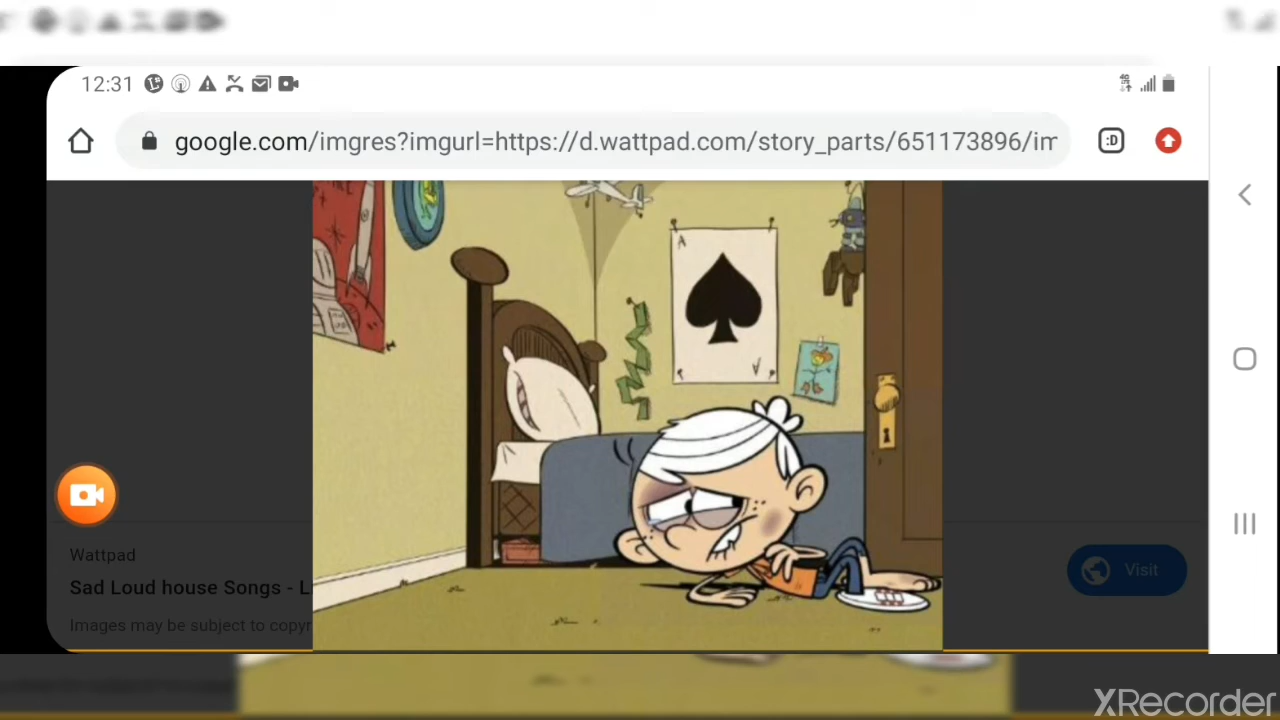 12:31
google.com/imgres?imgurl=https://d.wattpad.com/story_parts/651173896/im
:D
A
A
Wattpad
Sad Loud house Songs - L
Visit
Images may be subject to copyr
XRecorder